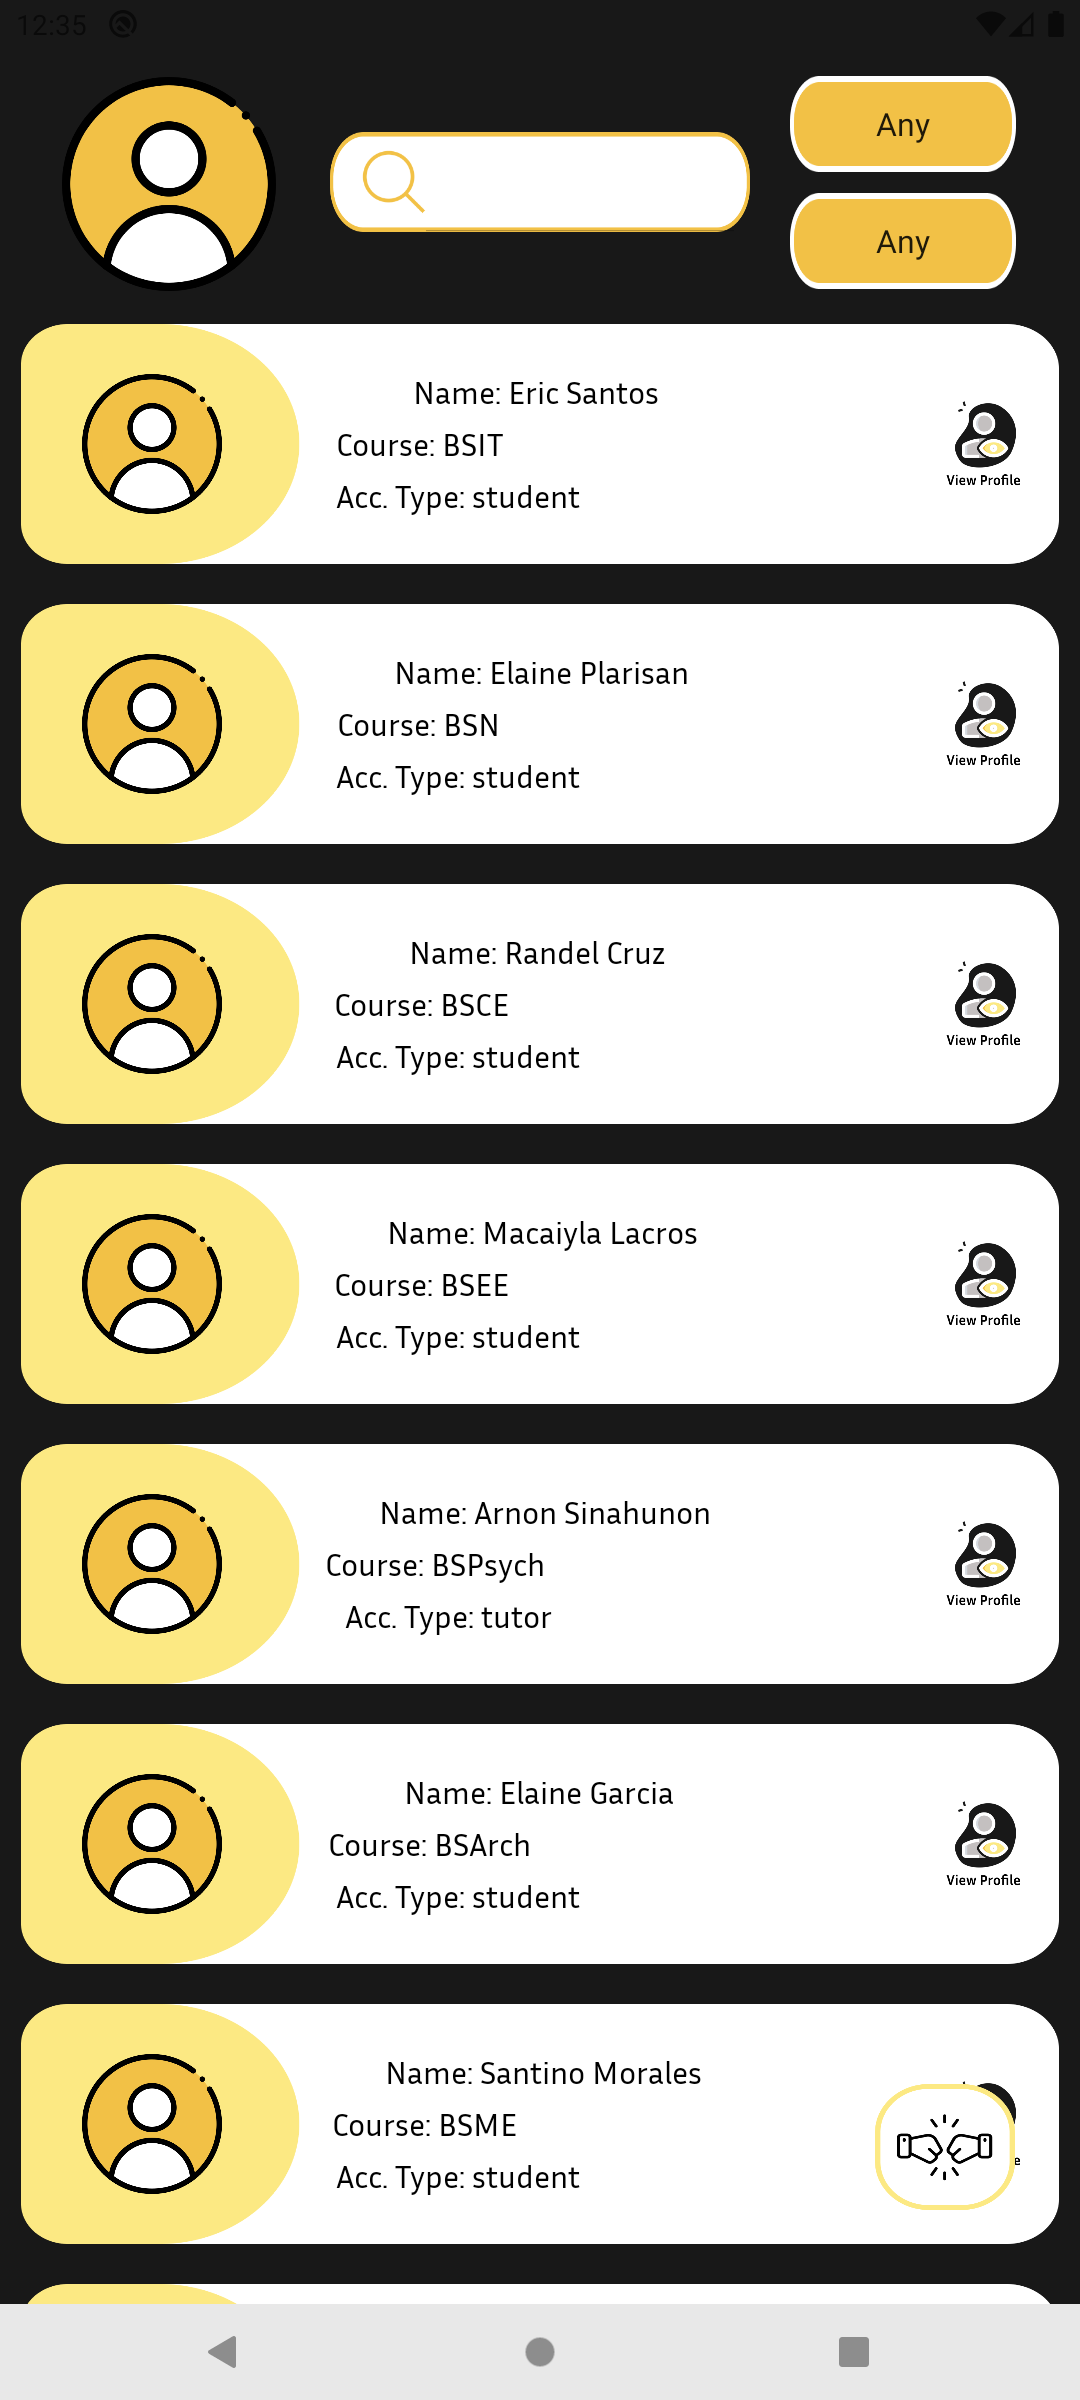 12:35
Any
Any
Name: Eric Santos
Course: BSIT
Acc. Type: student
View Profile
Name: Elaine Plarisan
Course: BSN
Acc. Type: student
View Profile
Name: Randel Cruz
Course: BSCE
Acc. Type: student
View Profile
Name: Macaiyla Lacros
Course: BSEE
Acc. Type: student
View Profile
Name: Arnon Sinahunon
Course: BSPsych
Acc. Type: tutor
View Profile
Name: Elaine Garcia
Course: BSArch
Acc. Type: student
View Profile
Name: Santino Morales
Course: BSME
Acc. Type: student